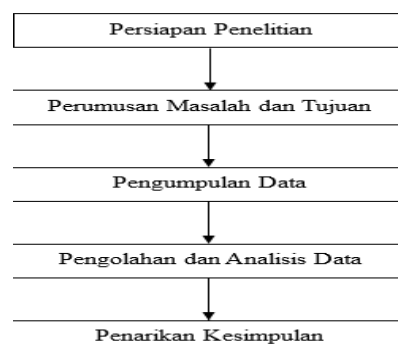 Persiapan Penelitian
Perumusan Masalah dan Tujuan
Pengumpulan Data
Pengolahan dan Analisis Data
Penarikan Kesimpulan